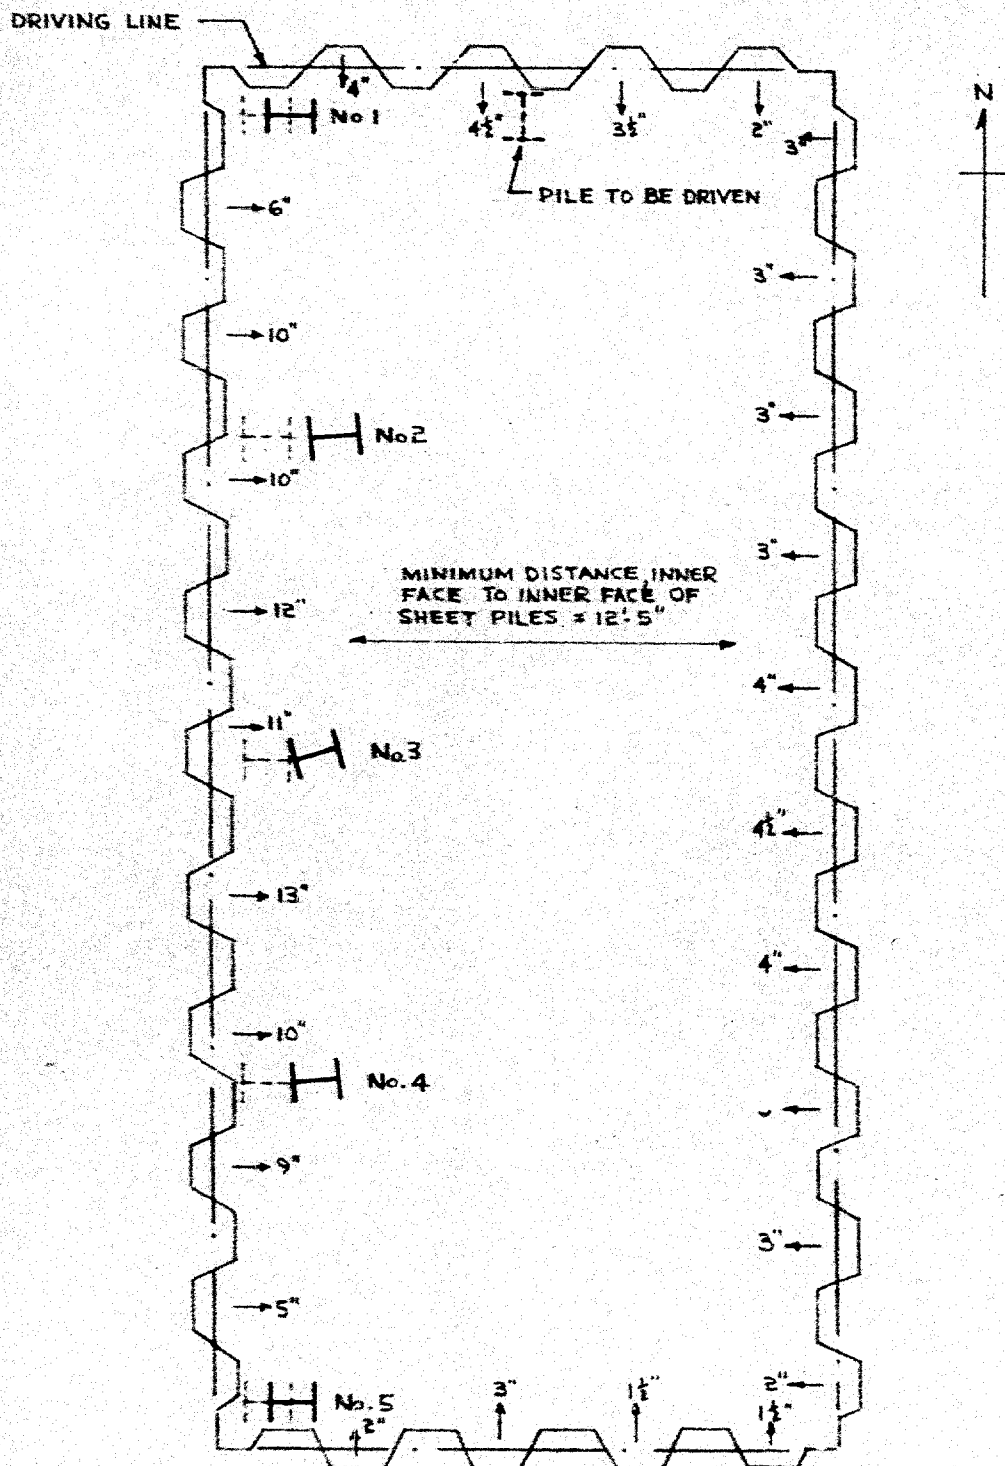 DRIVING LINE
4"
4½"
3½"
2"
N
No 1
3"
PILE TO BE DRIVEN
6"
3"
10"
3"
No 2
10"
3"
MINIMUM DISTANCE, INNER
FACE TO INNER FACE OF
SHEET PILES = 12'-5"
12"
4"
11"
No.3
4½"
13"
4"
10"
No. 4
9"
3"
5"
2"
3"
1½"
1½"
No. 5
2"